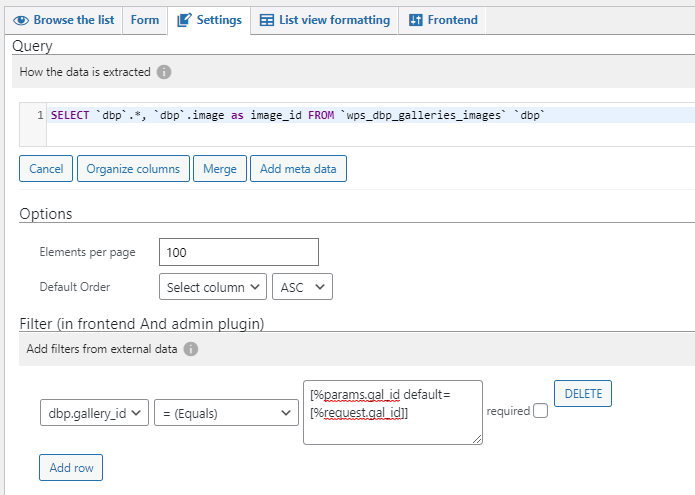 Browse the list Form Settings List view formatting Frontend
Query
How the data is extracted i
1 SELECT `dbp`.*, `dbp`.image as image_id FROM `wps_dbp_galleries_images` `dbp`
Cancel Organize columns Merge Add meta data
Options
Elements per page 100
Default Order Select column ASC
Filter (in frontend And admin plugin)
Add filters from external data i
dbp.gallery_id = (Equals) [%params.gal_id default= required DELETE
[%request.gal_id]]
Add row